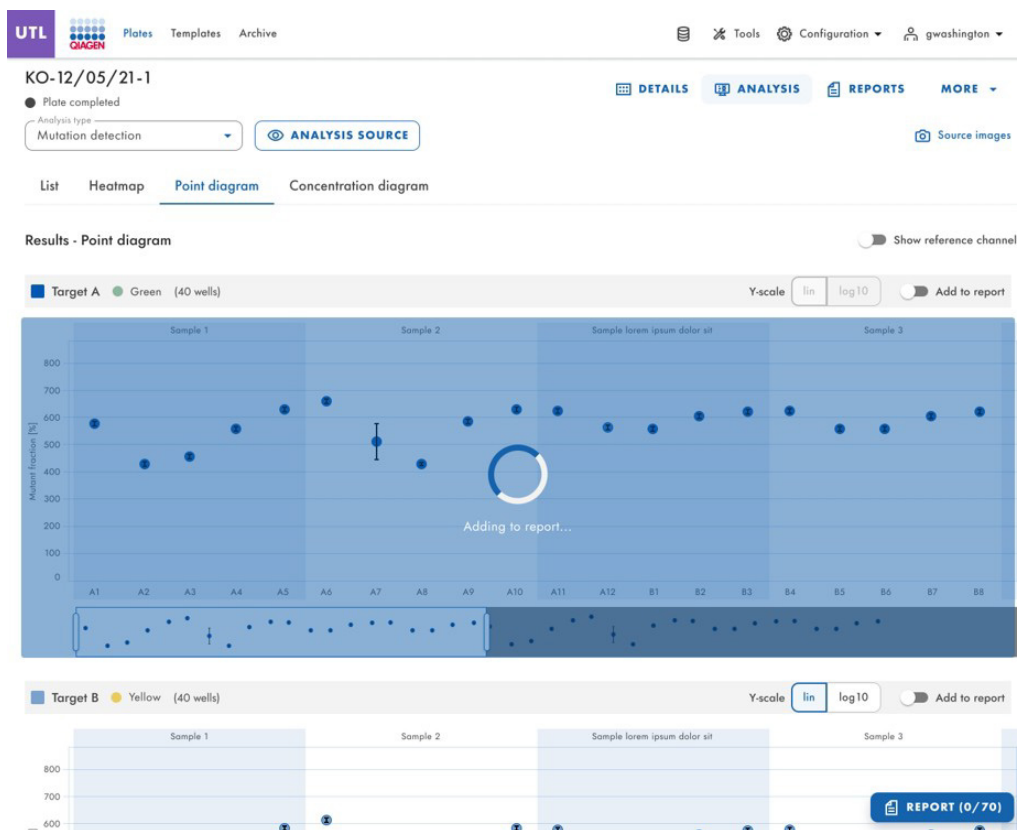 UTL QIAGEN Plates Templates Archive Tools Configuration gwashington
KO-12/05/21-1
DETAILS ANALYSIS REPORTS MORE
Plate completed
Analysis type
Mutation detection ANALYSIS SOURCE Source images
List Heatmap Point diagram Concentration diagram
Results - Point diagram Show reference channel
Target A Green (40 wells) Y-scale lin log10 Add to report
Sample 1 Sample 2 Sample lorem ipsum dolor sit Sample 3
800
700
600
500
400
300
200
100
0
Mutant fraction [%]
Adding to report...
A1 A2 A3 A4 A5 A6 A7 A8 A9 A10 A11 A12 B1 B2 B3 B4 B5 B6 B7 B8
Target B Yellow (40 wells) Y-scale lin log10 Add to report
Sample 1 Sample 2 Sample lorem ipsum dolor sit Sample 3
800
700
REPORT (0/70)
600